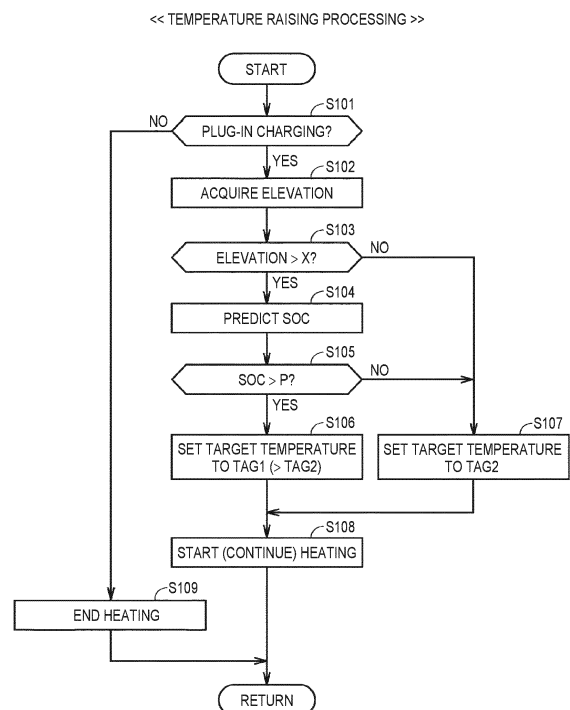 << TEMPERATURE RAISING PROCESSING >>
START
S101
PLUG-IN CHARGING?
NO
YES
S102
ACQUIRE ELEVATION
S103
ELEVATION > X?
NO
YES
S104
PREDICT SOC
S105
SOC > P?
NO
YES
S106
SET TARGET TEMPERATURE
TO TAG1 (> TAG2)
S107
SET TARGET TEMPERATURE
TO TAG2
S108
START (CONTINUE) HEATING
S109
END HEATING
RETURN